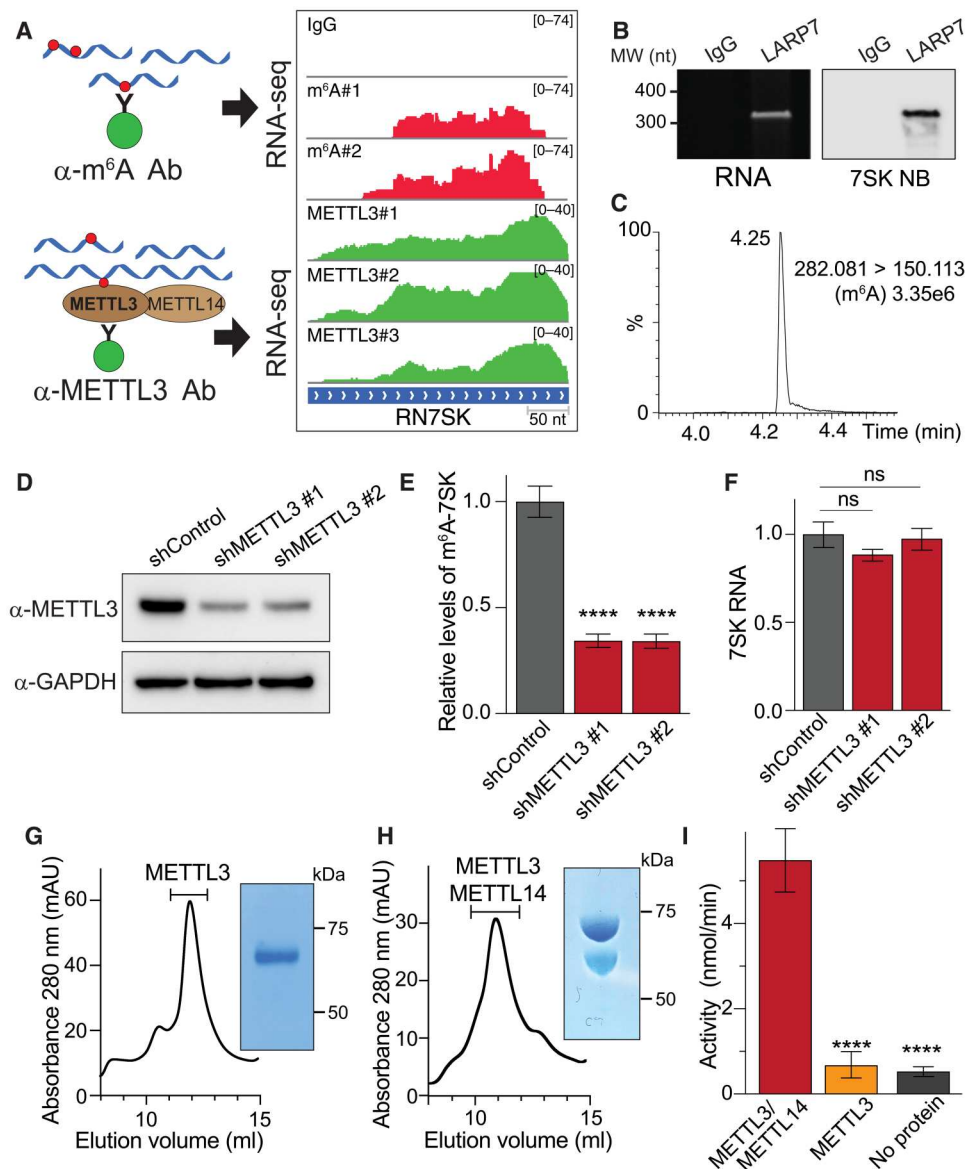 A
α-m⁶A Ab
METTL3 METTL14
α-METTL3 Ab
RNA-seq
RNA-seq
IgG [0–74]
m⁶A#1 [0–74]
m⁶A#2 [0–74]
METTL3#1 [0–40]
METTL3#2 [0–40]
METTL3#3 [0–40]
RN7SK 50 nt
B
MW (nt) IgG LARP7 IgG LARP7
400
300
RNA 7SK NB
C
100
%
0
4.25
282.081 > 150.113
(m⁶A) 3.35e6
4.0 4.2 4.4 Time (min)
D
shControl shMETTL3 #1 shMETTL3 #2
α-METTL3
α-GAPDH
E
Relative levels of m⁶A-7SK
1.0
0.5
0.0
**** ****
shControl shMETTL3 #1 shMETTL3 #2
F
7SK RNA
1.0
0.5
0.0
ns
ns
shControl shMETTL3 #1 shMETTL3 #2
G
Absorbance 280 nm (mAU)
60
40
20
0
METTL3
kDa
75
50
10 15
Elution volume (ml)
H
Absorbance 280 nm (mAU)
30
20
10
0
METTL3
METTL14
kDa
75
50
10 15
Elution volume (ml)
I
Activity (nmol/min)
6
2
0
**** ****
METTL3/
METTL14
METTL3
No protein